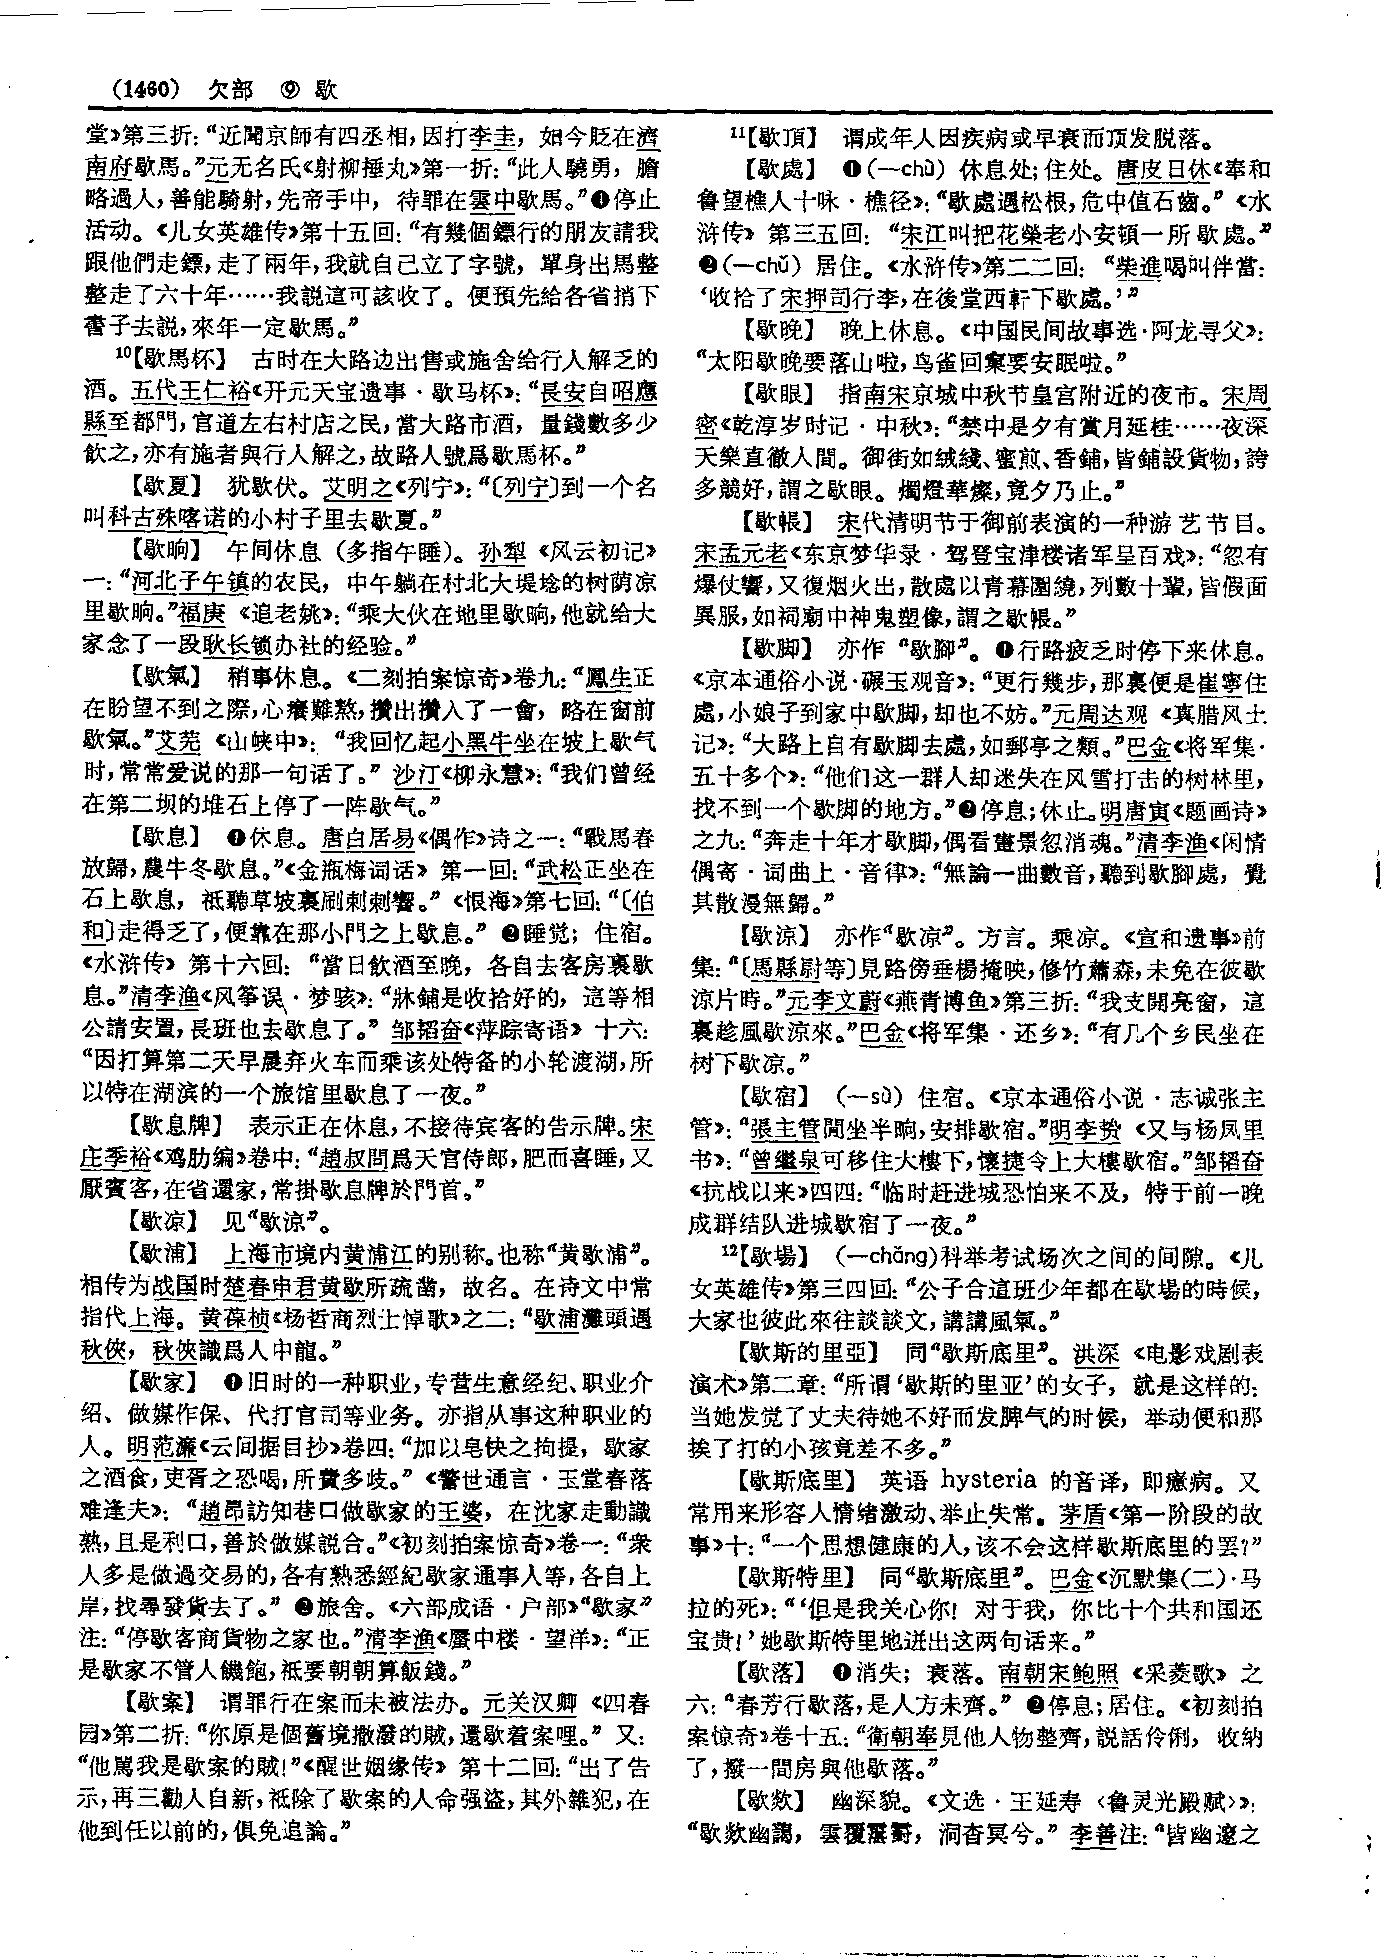 (1460) 欠部 ⑨ 歇
堂》第三折：“近聞京師有四丞相，因打李圭，如今貶在濟
南府歇馬。”元无名氏《射柳捶丸》第一折：“此人驍勇，膽
略過人，善能騎射，先帝手中，待罪在雲中歇馬。”❶停止
活动。《儿女英雄传》第十五回：“有幾個鏢行的朋友請我
跟他們走鏢，走了兩年，我就自己立了字號，單身出馬整
整走了六十年……我説這可該收了。便預先給各省捎下
書子去説，來年一定歇馬。”
10【歇馬杯】 古时在大路边出售或施舍给行人解乏的
酒。五代王仁裕《开元天宝遗事·歇马杯》：“長安自昭應
縣至都門，官道左右村店之民，當大路市酒，量錢數多少
飲之，亦有施者與行人解之，故路人號爲歇馬杯。”
【歇夏】 犹歇伏。艾明之《列宁》：“〔列宁〕到一个名
叫科古殊喀诺的小村子里去歇夏。”
【歇晌】 午间休息（多指午睡）。孙犁《风云初记》
一：“河北子午镇的农民，中午躺在村北大堤埝的树荫凉
里歇晌。”福庚《追老姚》：“乘大伙在地里歇晌，他就给大
家念了一段耿长锁办社的经验。”
【歇氣】 稍事休息。《二刻拍案惊奇》卷九：“鳳生正
在盼望不到之際，心癢難熬，攢出攢入了一會，略在窗前
歇氣。”艾芜《山峡中》：“我回忆起小黑牛坐在坡上歇气
时，常常爱说的那一句话了。”沙汀《柳永慧》：“我们曾经
在第二坝的堆石上停了一阵歇气。”
【歇息】 ❶休息。唐白居易《偶作》诗之一：“戰馬春
放歸，農牛冬歇息。”《金瓶梅词话》第一回：“武松正坐在
石上歇息，衹聽草坡裏刷刺刺響。”《恨海》第七回：“〔伯
和〕走得乏了，便靠在那小門之上歇息。”❷睡觉；住宿。
《水浒传》第十六回：“當日飲酒至晚，各自去客房裏歇
息。”清李渔《风筝误·梦骇》：“牀鋪是收拾好的，這等相
公請安置，長班也去歇息了。”邹韬奋《萍踪寄语》十六：
“因打算第二天早晨弃火车而乘该处特备的小轮渡湖，所
以特在湖滨的一个旅馆里歇息了一夜。”
【歇息牌】 表示正在休息，不接待宾客的告示牌。宋
庄季裕《鸡肋编》卷中：“趙叔問爲天官侍郎，肥而喜睡，又
厭賓客，在省還家，常掛歇息牌於門首。”
【歇凉】 见“歇涼”。
【歇浦】 上海市境内黄浦江的别称。也称“黄歇浦”。
相传为战国时楚春申君黄歇所疏凿，故名。在诗文中常
指代上海。黄葆桢《杨哲商烈士悼歌》之二：“歇浦灘頭遇
秋俠，秋俠識爲人中龍。”
【歇家】 ❶旧时的一种职业，专营生意经纪、职业介
绍、做媒作保、代打官司等业务。亦指从事这种职业的
人。明范濂《云间据目抄》卷四：“加以皂快之拘提，歇家
之酒食，吏胥之恐喝，所費多歧。”《警世通言·玉堂春落
难逢夫》：“趙昂訪知巷口做歇家的王婆，在沈家走動識
熟，且是利口，善於做媒説合。”《初刻拍案惊奇》卷一：“衆
人多是做過交易的，各有熟悉經紀歇家通事人等，各自上
岸，找尋發貨去了。”❷旅舍。《六部成语·户部》“歇家”
注：“停歇客商貨物之家也。”清李渔《蜃中楼·望洋》：“正
是歇家不管人饑飽，衹要朝朝算飯錢。”
【歇案】 谓罪行在案而未被法办。元关汉卿《四春
园》第二折：“你原是個舊境撒潑的賊，還歇着案哩。”又：
“他駡我是歇案的賊！”《醒世姻缘传》第十二回：“出了告
示，再三勸人自新，衹除了歇案的人命强盗，其外雜犯，在
他到任以前的，俱免追論。”
11【歇頂】 谓成年人因疾病或早衰而顶发脱落。
【歇處】 ❶（—chù）休息处；住处。唐皮日休《奉和
鲁望樵人十咏·樵径》：“歇處遇松根，危中值石齒。”《水
浒传》第三五回：“宋江叫把花榮老小安頓一所歇處。”
❷（—chǔ）居住。《水浒传》第二二回：“柴進喝叫伴當：
‘收拾了宋押司行李，在後堂西軒下歇處。’”
【歇晚】 晚上休息。《中国民间故事选·阿龙寻父》：
“太阳歇晚要落山啦，鸟雀回窠要安眠啦。”
【歇眼】 指南宋京城中秋节皇宫附近的夜市。宋周
密《乾淳岁时记·中秋》：“禁中是夕有賞月延桂……夜深
天樂直徹人間。御街如絨綫、蜜煎、香鋪，皆鋪設貨物，誇
多競好，謂之歇眼。燭燈華燦，竟夕乃止。”
【歇帳】 宋代清明节于御前表演的一种游艺节目。
宋孟元老《东京梦华录·驾登宝津楼诸军呈百戏》：“忽有
爆仗響，又復烟火出，散處以青幕圍繞，列數十輩，皆假面
異服，如祠廟中神鬼塑像，謂之歇帳。”
【歇脚】 亦作“歇腳”。❶行路疲乏时停下来休息。
《京本通俗小说·碾玉观音》：“更行幾步，那裏便是崔寧住
處，小娘子到家中歇脚，却也不妨。”元周达观《真腊风土
记》：“大路上自有歇脚去處，如郵亭之類。”巴金《将军集·
五十多个》：“他们这一群人却迷失在风雪打击的树林里，
找不到一个歇脚的地方。”❷停息；休止。明唐寅《题画诗》
之九：“奔走十年才歇脚，偶看畫景忽消魂。”清李渔《闲情
偶寄·词曲上·音律》：“無論一曲數音，聽到歇腳處，覺
其散漫無歸。”
【歇涼】 亦作“歇凉”。方言。乘凉。《宣和遗事》前
集：“〔馬縣尉等〕見路傍垂楊掩映，修竹蕭森，未免在彼歇
涼片時。”元李文蔚《燕青博鱼》第三折：“我支開亮窗，這
裏趁風歇涼來。”巴金《将军集·还乡》：“有几个乡民坐在
树下歇凉。”
【歇宿】 （—sù）住宿。《京本通俗小说·志诚张主
管》：“張主管閒坐半晌，安排歇宿。”明李贽《又与杨凤里
书》：“曾繼泉可移住大樓下，懷捷令上大樓歇宿。”邹韬奋
《抗战以来》四四：“临时赶进城恐怕来不及，特于前一晚
成群结队进城歇宿了一夜。”
12【歇場】 （—chǎng）科举考试场次之间的间隙。《儿
女英雄传》第三四回：“公子合這班少年都在歇場的時候，
大家也彼此來往談談文，講講風氣。”
【歇斯的里亞】 同“歇斯底里”。洪深《电影戏剧表
演术》第二章：“所谓‘歇斯的里亚’的女子，就是这样的：
当她发觉了丈夫待她不好而发脾气的时候，举动便和那
挨了打的小孩竟差不多。”
【歇斯底里】 英语 hysteria 的音译，即癔病。又
常用来形容人情绪激动、举止失常。茅盾《第一阶段的故
事》十：“一个思想健康的人，该不会这样歇斯底里的罢？”
【歇斯特里】 同“歇斯底里”。巴金《沉默集（二）·马
拉的死》：“‘但是我关心你！对于我，你比十个共和国还
宝贵！’她歇斯特里地迸出这两句话来。”
【歇落】 ❶消失；衰落。南朝宋鲍照《采菱歌》之
六：“春芳行歇落，是人方未齊。”❷停息；居住。《初刻拍
案惊奇》卷十五：“衛朝奉見他人物整齊，説話伶俐，收納
了，撥一間房與他歇落。”
【歇欻】 幽深貌。《文选·王延寿〈鲁灵光殿赋〉》：
“歇欻幽藹，雲覆霮䨴，洞杳冥兮。”李善注：“皆幽邃之